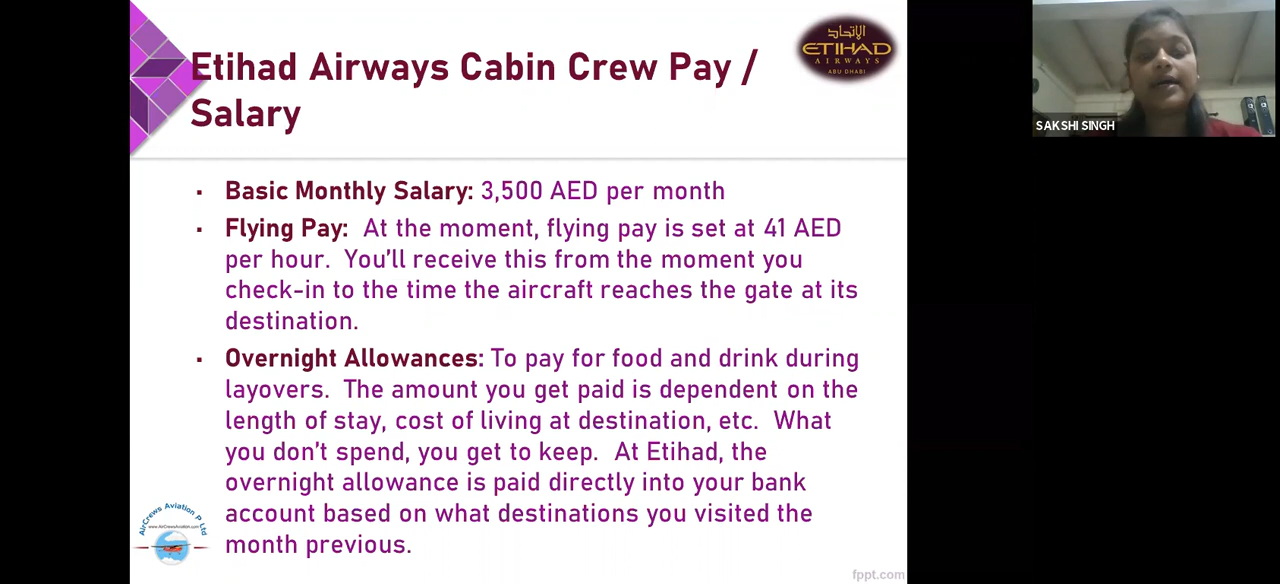 Etihad Airways Cabin Crew Pay /
Salary
الإتحاد
ETIHAD
AIRWAYS
ABU DHABI
SAKSHI SINGH
▪ Basic Monthly Salary: 3,500 AED per month
▪ Flying Pay: At the moment, flying pay is set at 41 AED
per hour. You'll receive this from the moment you
check-in to the time the aircraft reaches the gate at its
destination.
▪ Overnight Allowances: To pay for food and drink during
layovers. The amount you get paid is dependent on the
length of stay, cost of living at destination, etc. What
you don't spend, you get to keep. At Etihad, the
overnight allowance is paid directly into your bank
account based on what destinations you visited the
month previous.
AirCrews Aviation P Ltd
www.AirCrewsAviation.com
fppt.com